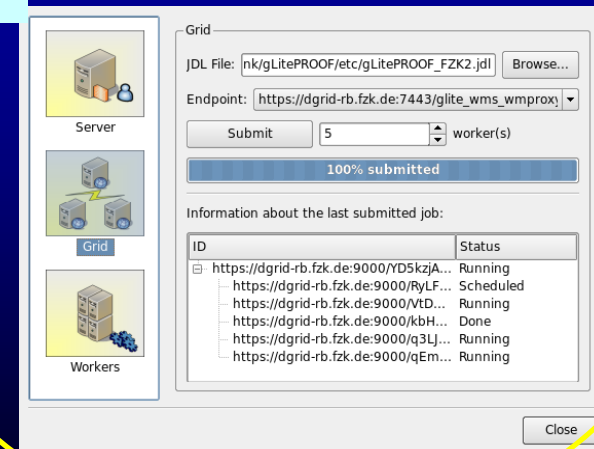 Grid
JDL File: nk/gLitePROOF/etc/gLitePROOF_FZK2.jdl Browse...
Endpoint: https://dgrid-rb.fzk.de:7443/glite_wms_wmproxy
Server
Submit 5 worker(s)
100% submitted
Information about the last submitted job:
ID Status
Grid
https://dgrid-rb.fzk.de:9000/YD5kzjA... Running
https://dgrid-rb.fzk.de:9000/RyLF... Scheduled
https://dgrid-rb.fzk.de:9000/VtD... Running
https://dgrid-rb.fzk.de:9000/kbH... Done
https://dgrid-rb.fzk.de:9000/q3LJ... Running
https://dgrid-rb.fzk.de:9000/qEm... Running
Workers
Close